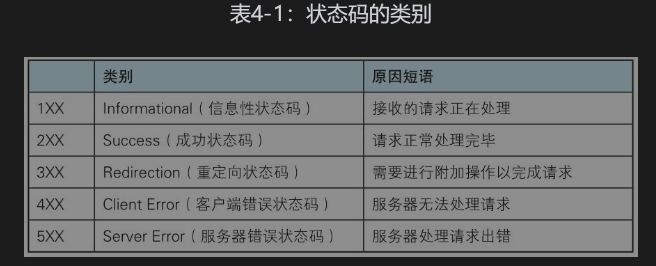 表4-1：状态码的类别
类别 原因短语
1XX Informational（信息性状态码） 接收的请求正在处理
2XX Success（成功状态码） 请求正常处理完毕
3XX Redirection（重定向状态码） 需要进行附加操作以完成请求
4XX Client Error（客户端错误状态码） 服务器无法处理请求
5XX Server Error（服务器错误状态码） 服务器处理请求出错